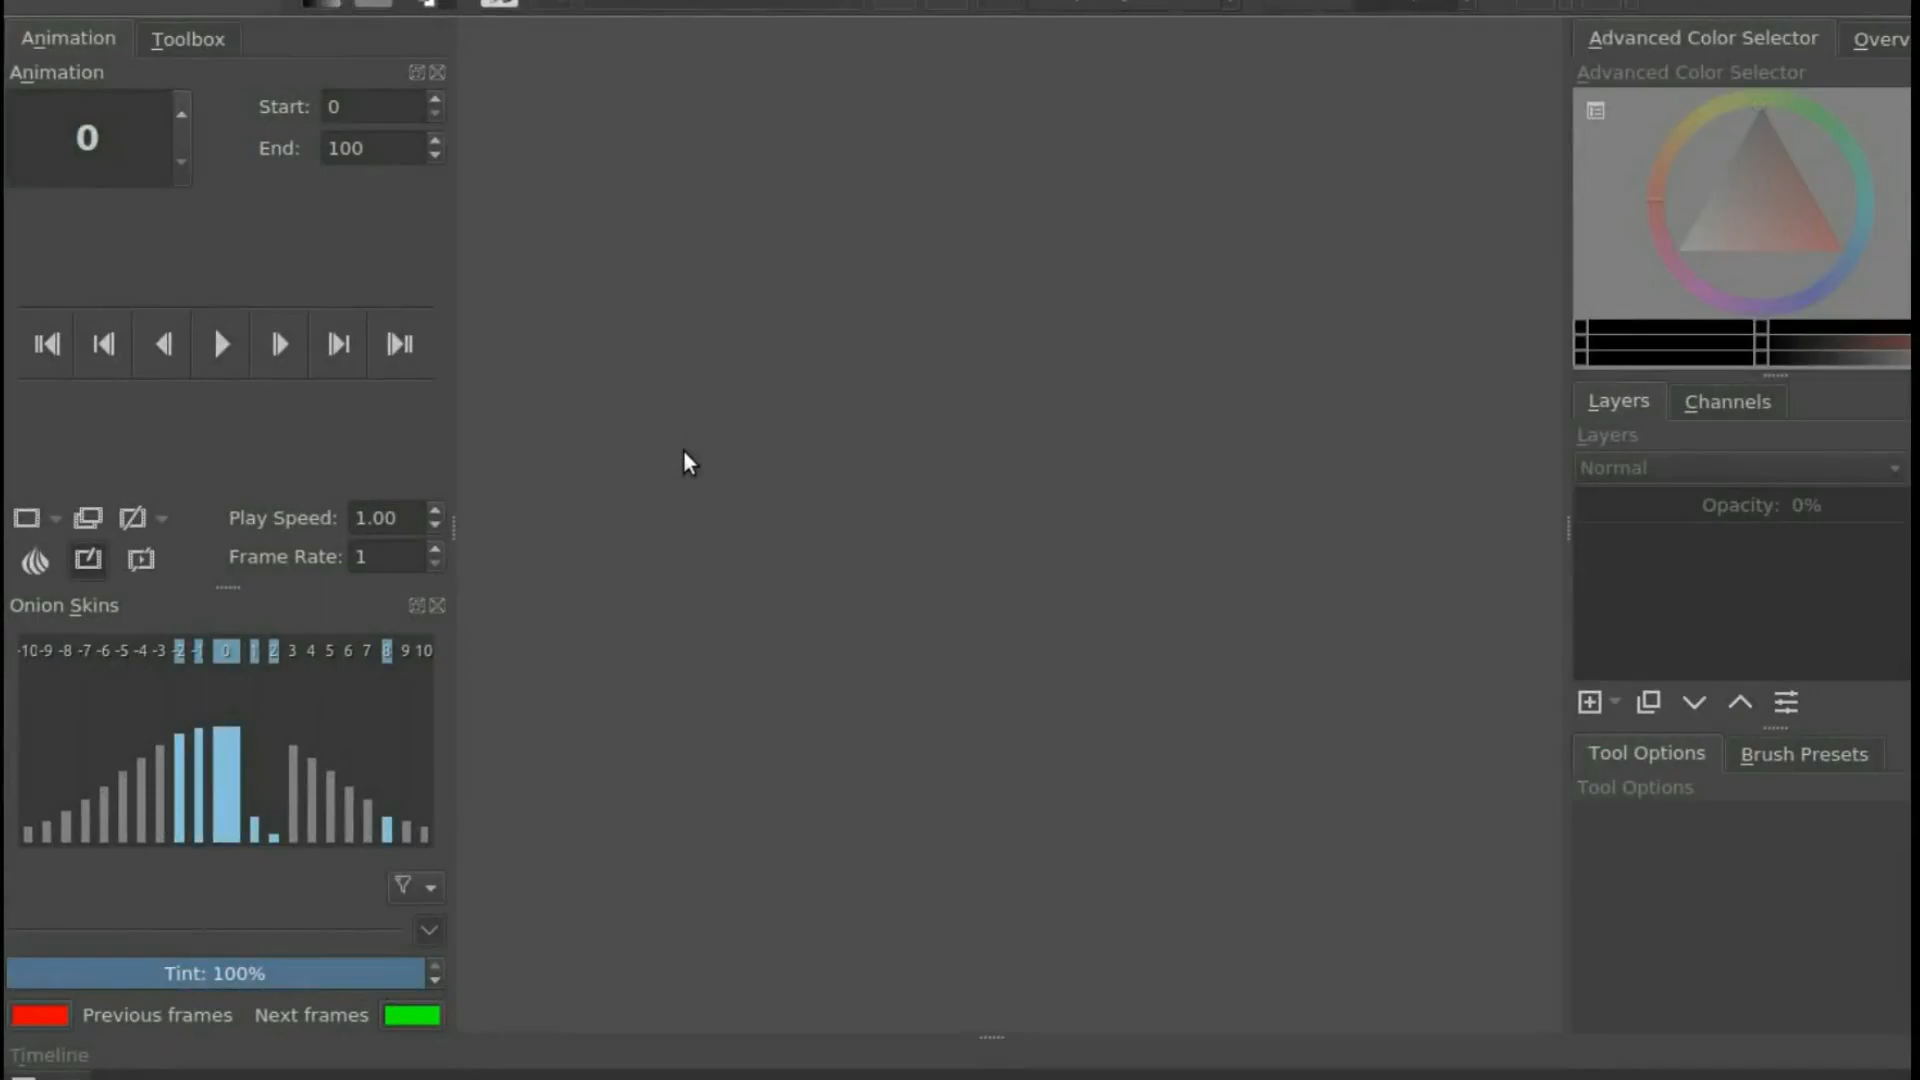 Animation Toolbox
Animation
0
Start: 0
End: 100
Play Speed: 1.00
Frame Rate: 1
Onion Skins
-10 -9 -8 -7 -6 -5 -4 -3 -2 -1 0 1 2 3 4 5 6 7 8 9 10
Tint: 100%
Previous frames Next frames
Timeline
Advanced Color Selector Overv
Advanced Color Selector
Layers Channels
Layers
Normal
Opacity: 0%
Tool Options Brush Presets
Tool Options